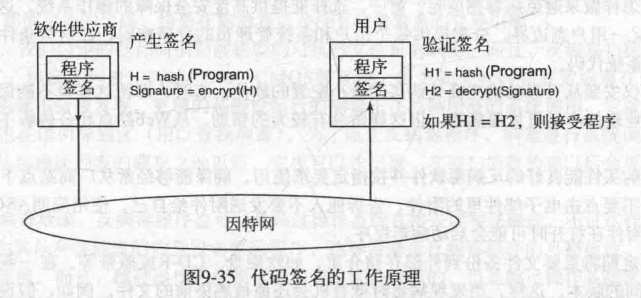 软件供应商
产生签名
程序
签名
H = hash (Program)
Signature = encrypt(H)
用户
验证签名
程序
签名
H1 = hash (Program)
H2 = decrypt(Signature)
如果H1 = H2，则接受程序
因特网
图9-35 代码签名的工作原理